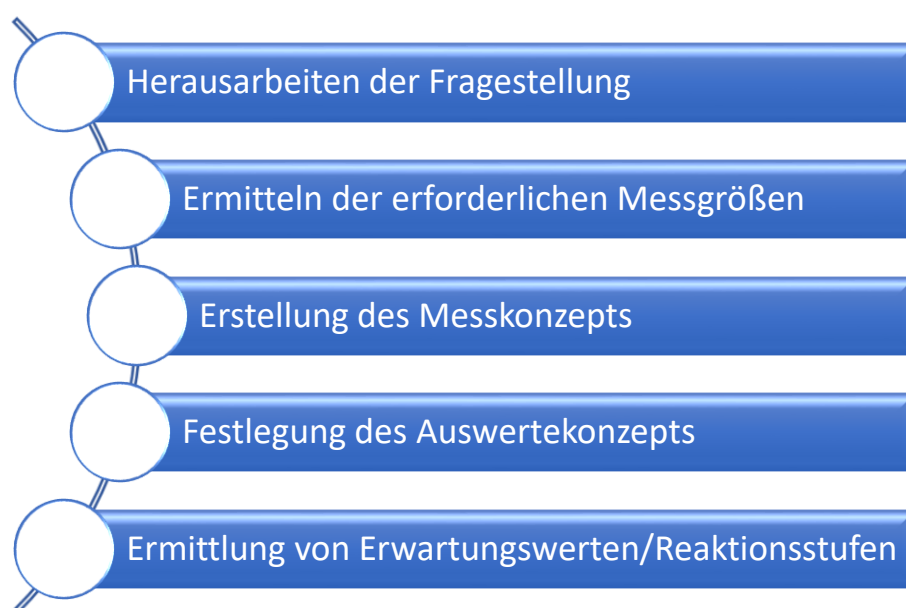 Herausarbeiten der Fragestellung
Ermitteln der erforderlichen Messgrößen
Erstellung des Messkonzepts
Festlegung des Auswertekonzepts
Ermittlung von Erwartungswerten/Reaktionsstufen